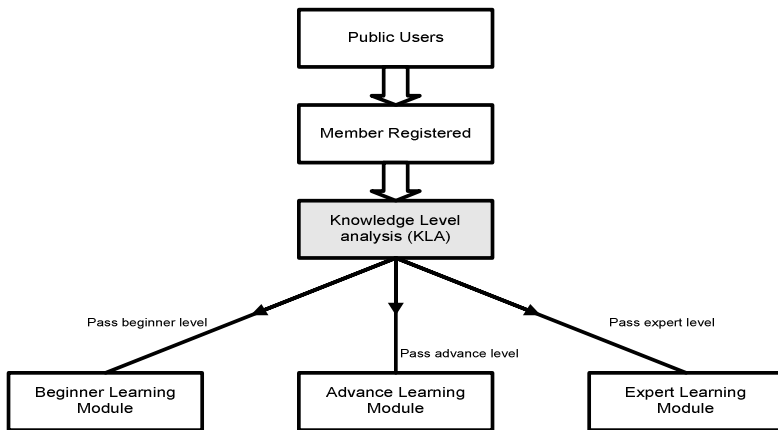 Public Users
Member Registered
Knowledge Level
analysis (KLA)
Pass beginner level
Pass expert level
Pass advance level
Beginner Learning
Module
Advance Learning
Module
Expert Learning
Module